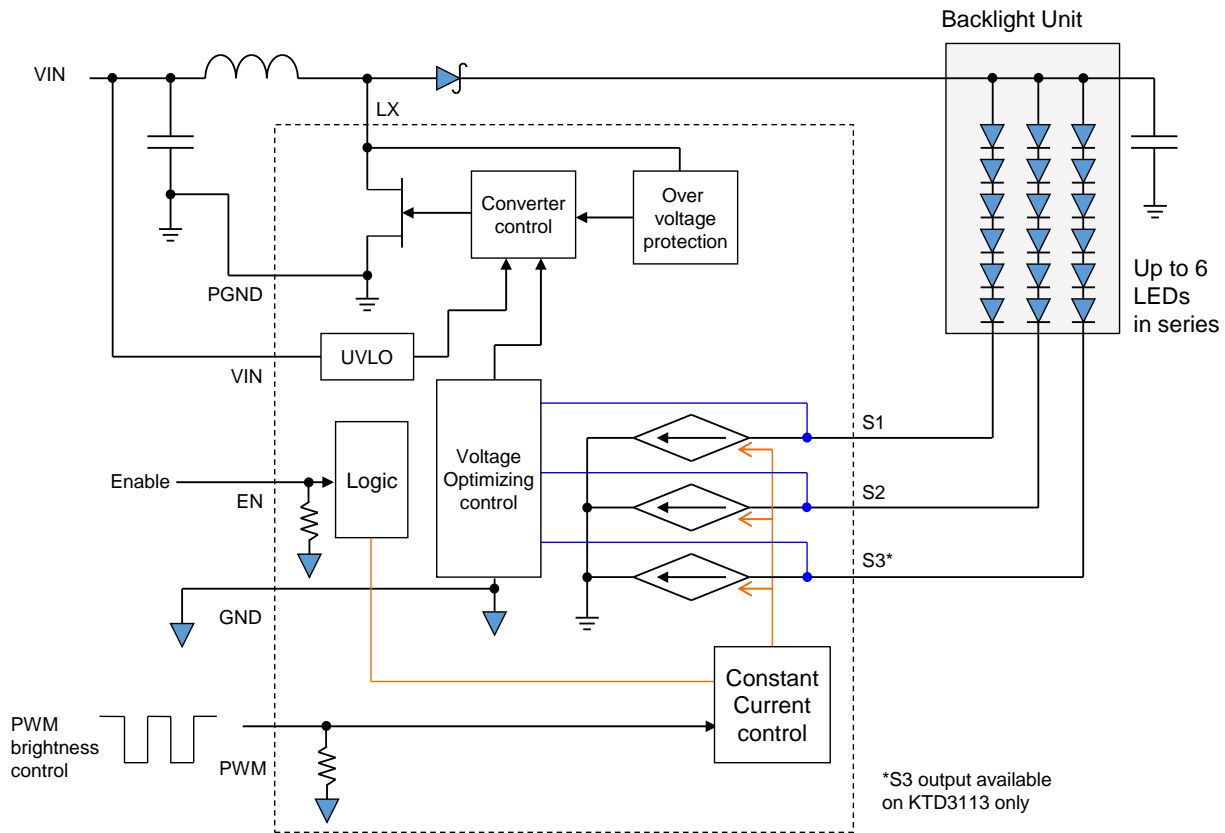 Backlight Unit
VIN
LX
Converter
control
Over
voltage
protection
PGND
Up to 6
LEDs
in series
UVLO
VIN
S1
Voltage
Optimizing
control
Logic
Enable
EN
S2
S3*
GND
Constant
Current
control
PWM
brightness
control
PWM
*S3 output available
on KTD3113 only